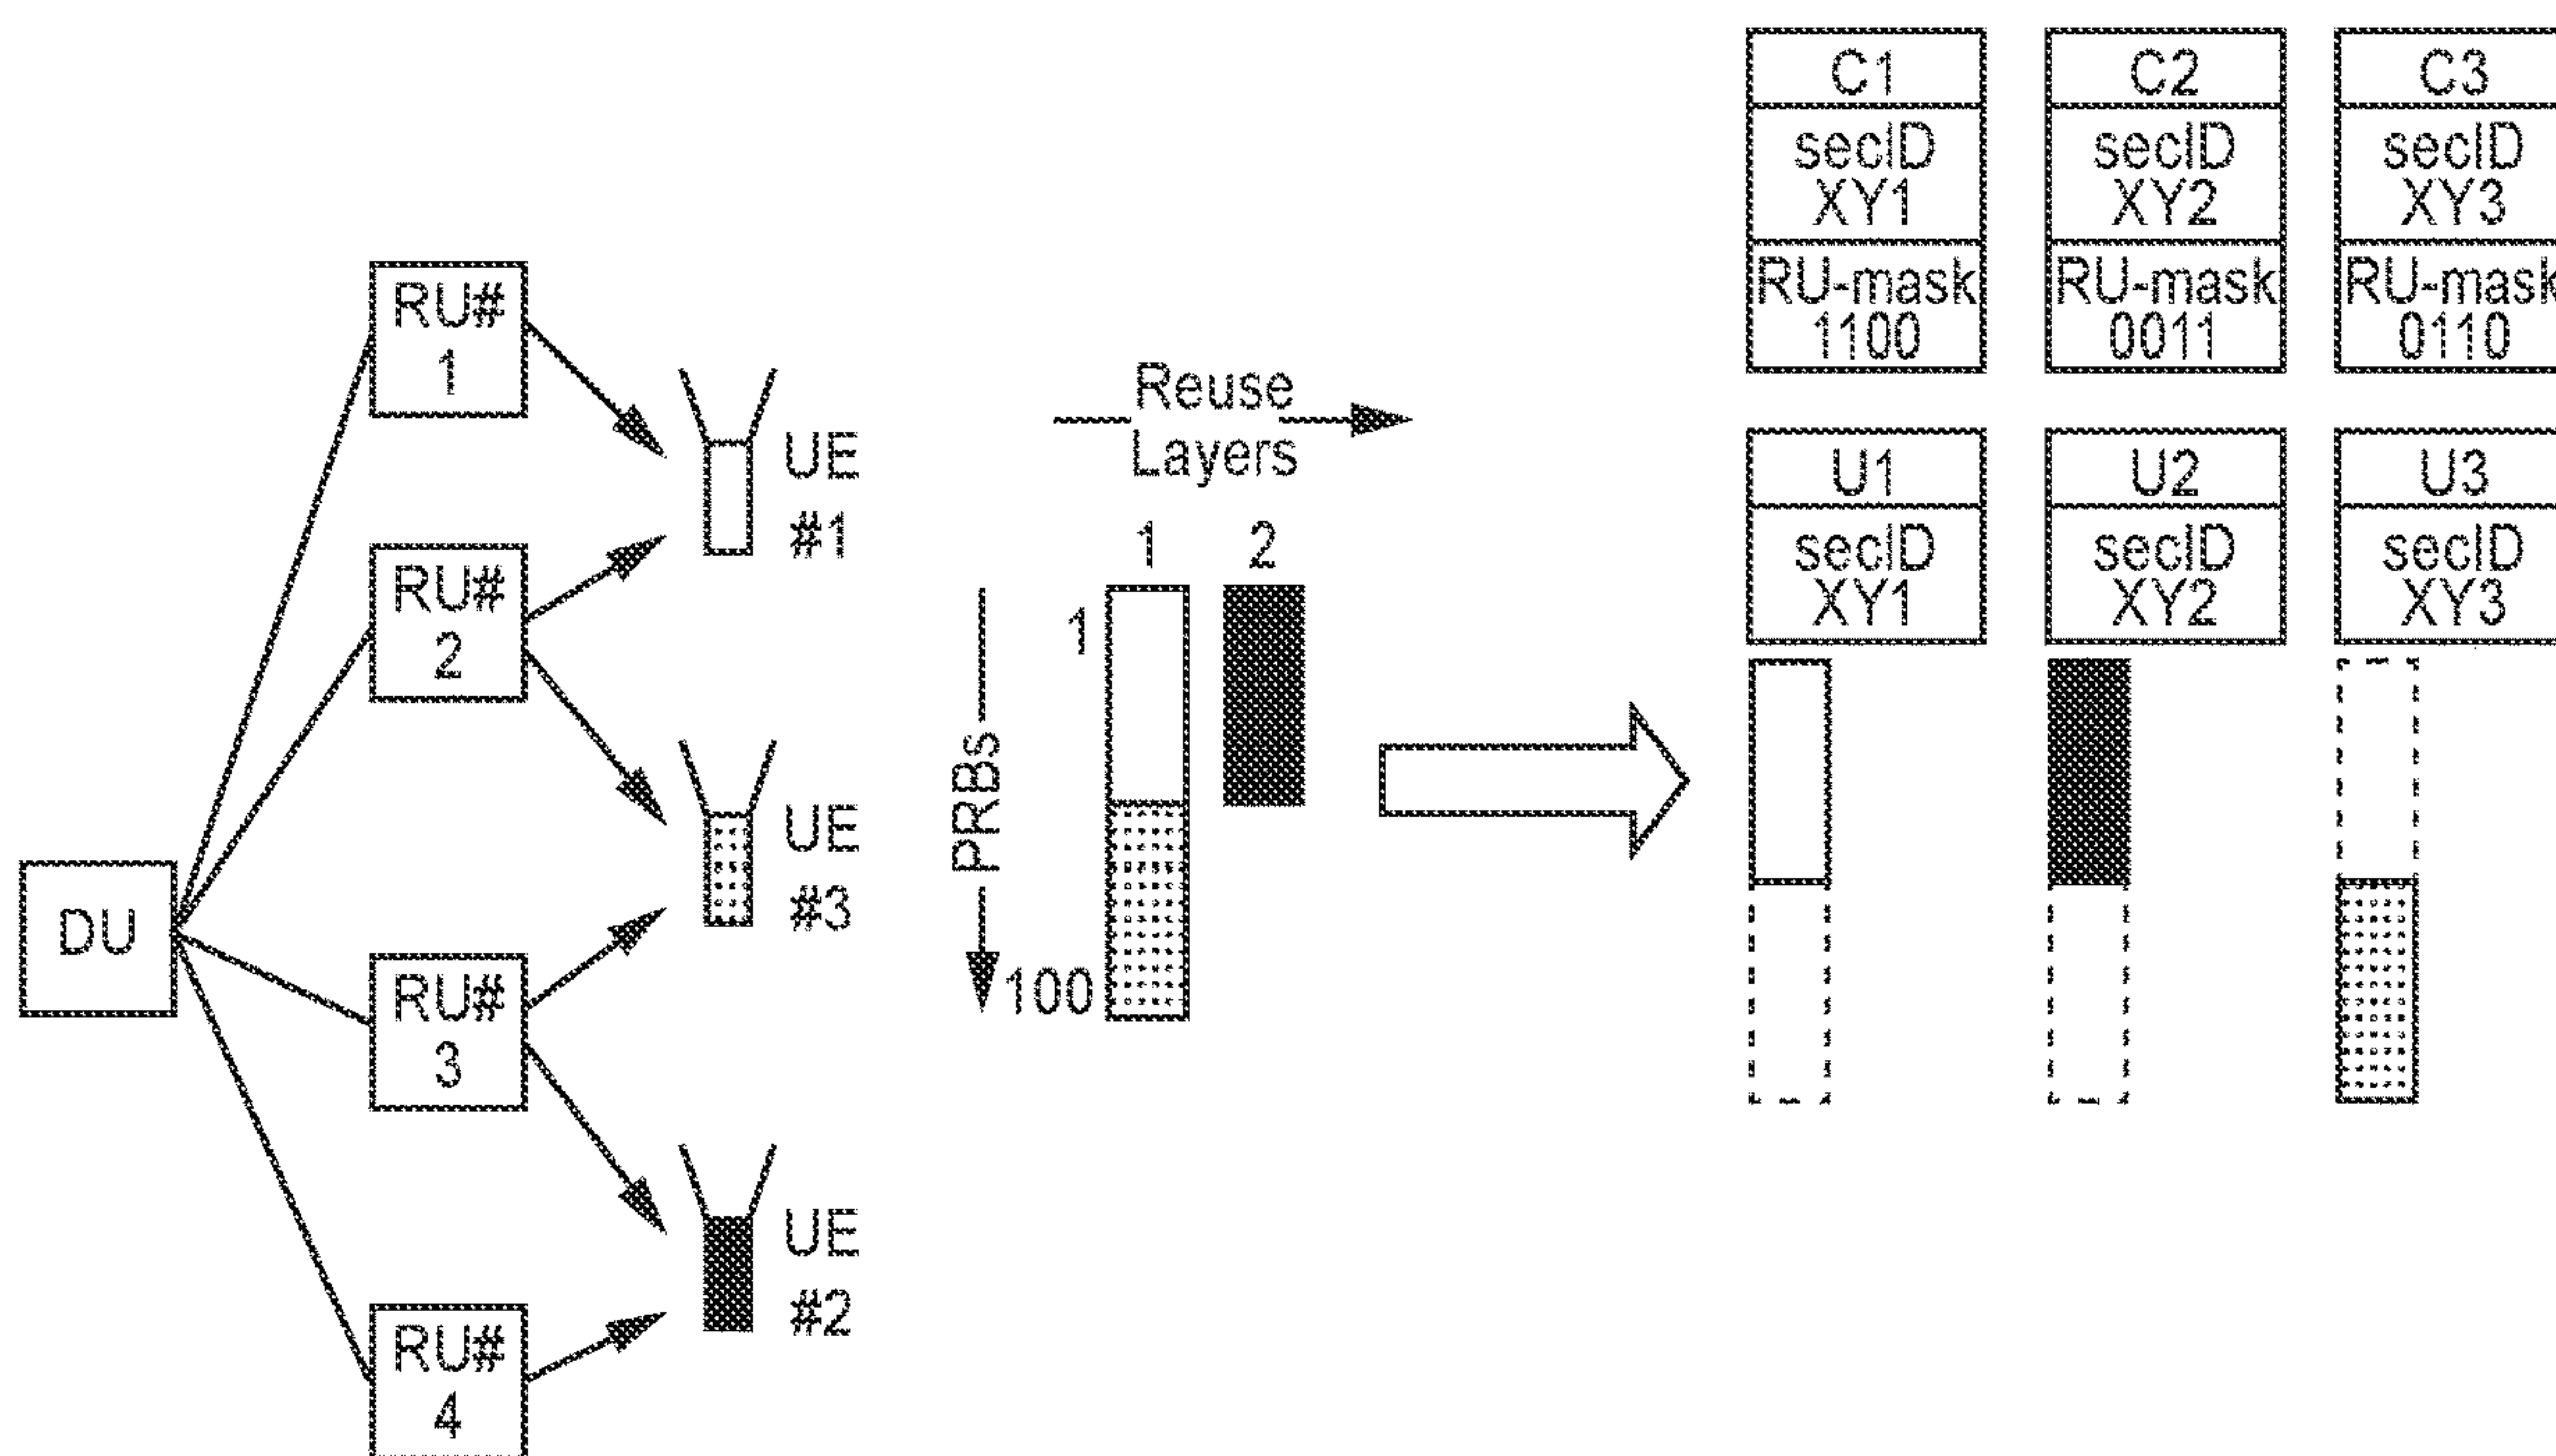 C1
secID
XY1
RU-mask
1100
C2
secID
XY2
RU-mask
0011
C3
secID
XY3
RU-mask
0110
U1
secID
XY1
U2
secID
XY2
U3
secID
XY3
DU
RU#
1
RU#
2
RU#
3
RU#
4
UE
#1
UE
#3
UE
#2
Reuse
Layers
1 2
1
PRBs
100